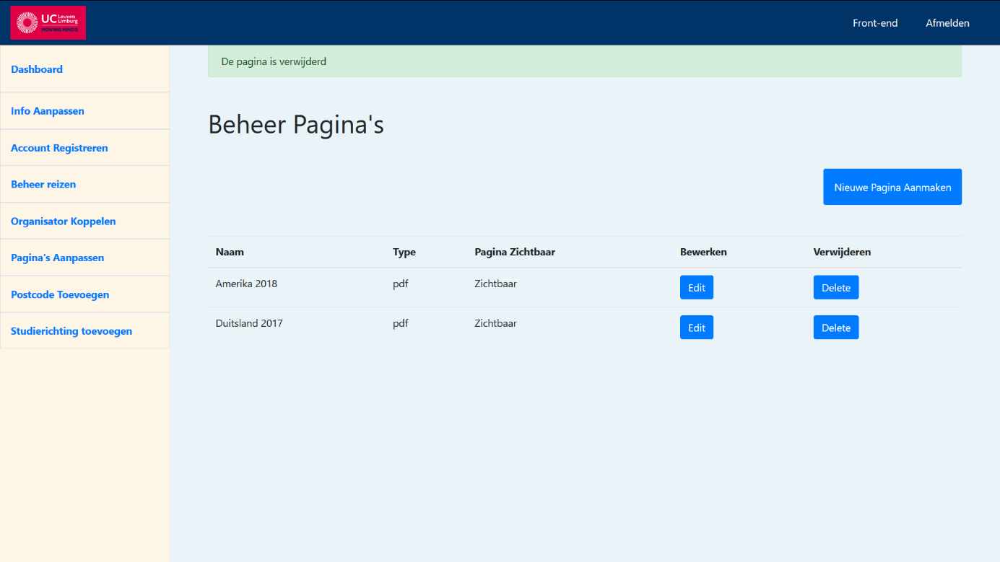 UC Leuven Limburg
MOVING MINDS
Front-end
Afmelden
Dashboard
Info Aanpassen
Account Registreren
Beheer reizen
Organisator Koppelen
Pagina's Aanpassen
Postcode Toevoegen
Studierichting toevoegen
De pagina is verwijderd
Beheer Pagina's
Nieuwe Pagina Aanmaken
Naam Type Pagina Zichtbaar Bewerken Verwijderen
Amerika 2018 pdf Zichtbaar Edit Delete
Duitsland 2017 pdf Zichtbaar Edit Delete